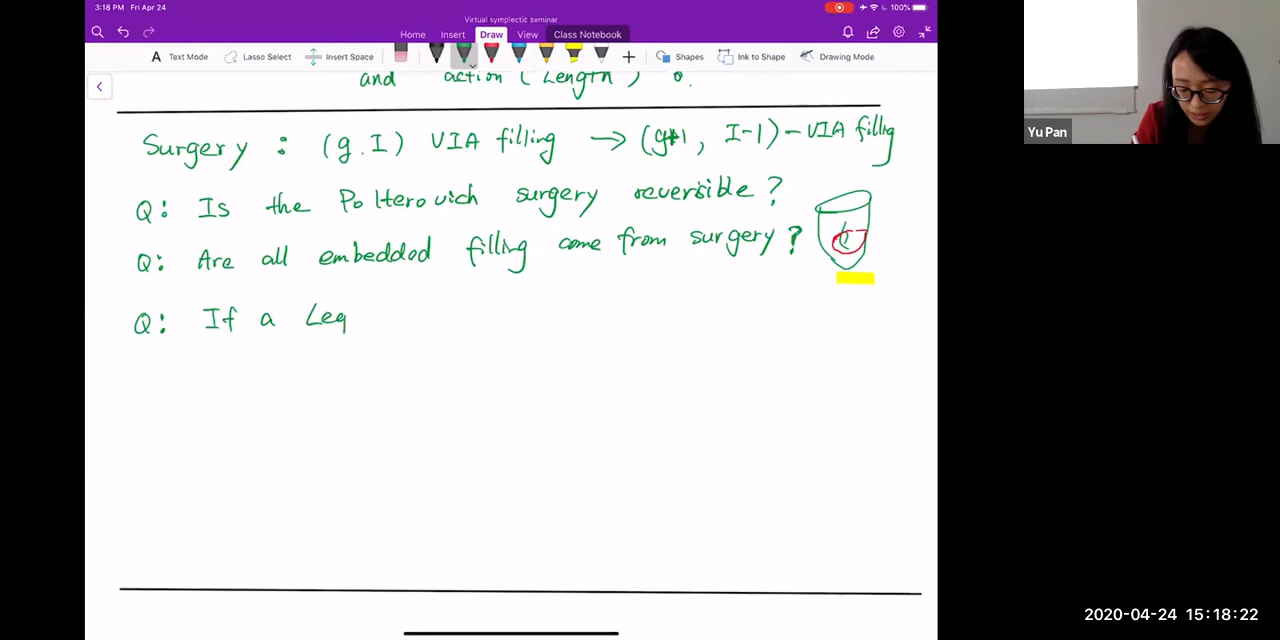 3:18 PM Fri Apr 24
100%
Virtual symplectic seminar
Home Insert Draw View Class Notebook
Text Mode Lasso Select Insert Space Shapes Ink to Shape Drawing Mode
and action (Length) 0.
Surgery : (g.I) VIA filling → (g+1, I-1)-VIA filling
Q: Is the Polterovich surgery reversible?
Q: Are all embedded filling come from surgery?
Q: If a Leg
Yu Pan
2020-04-24 15:18:22